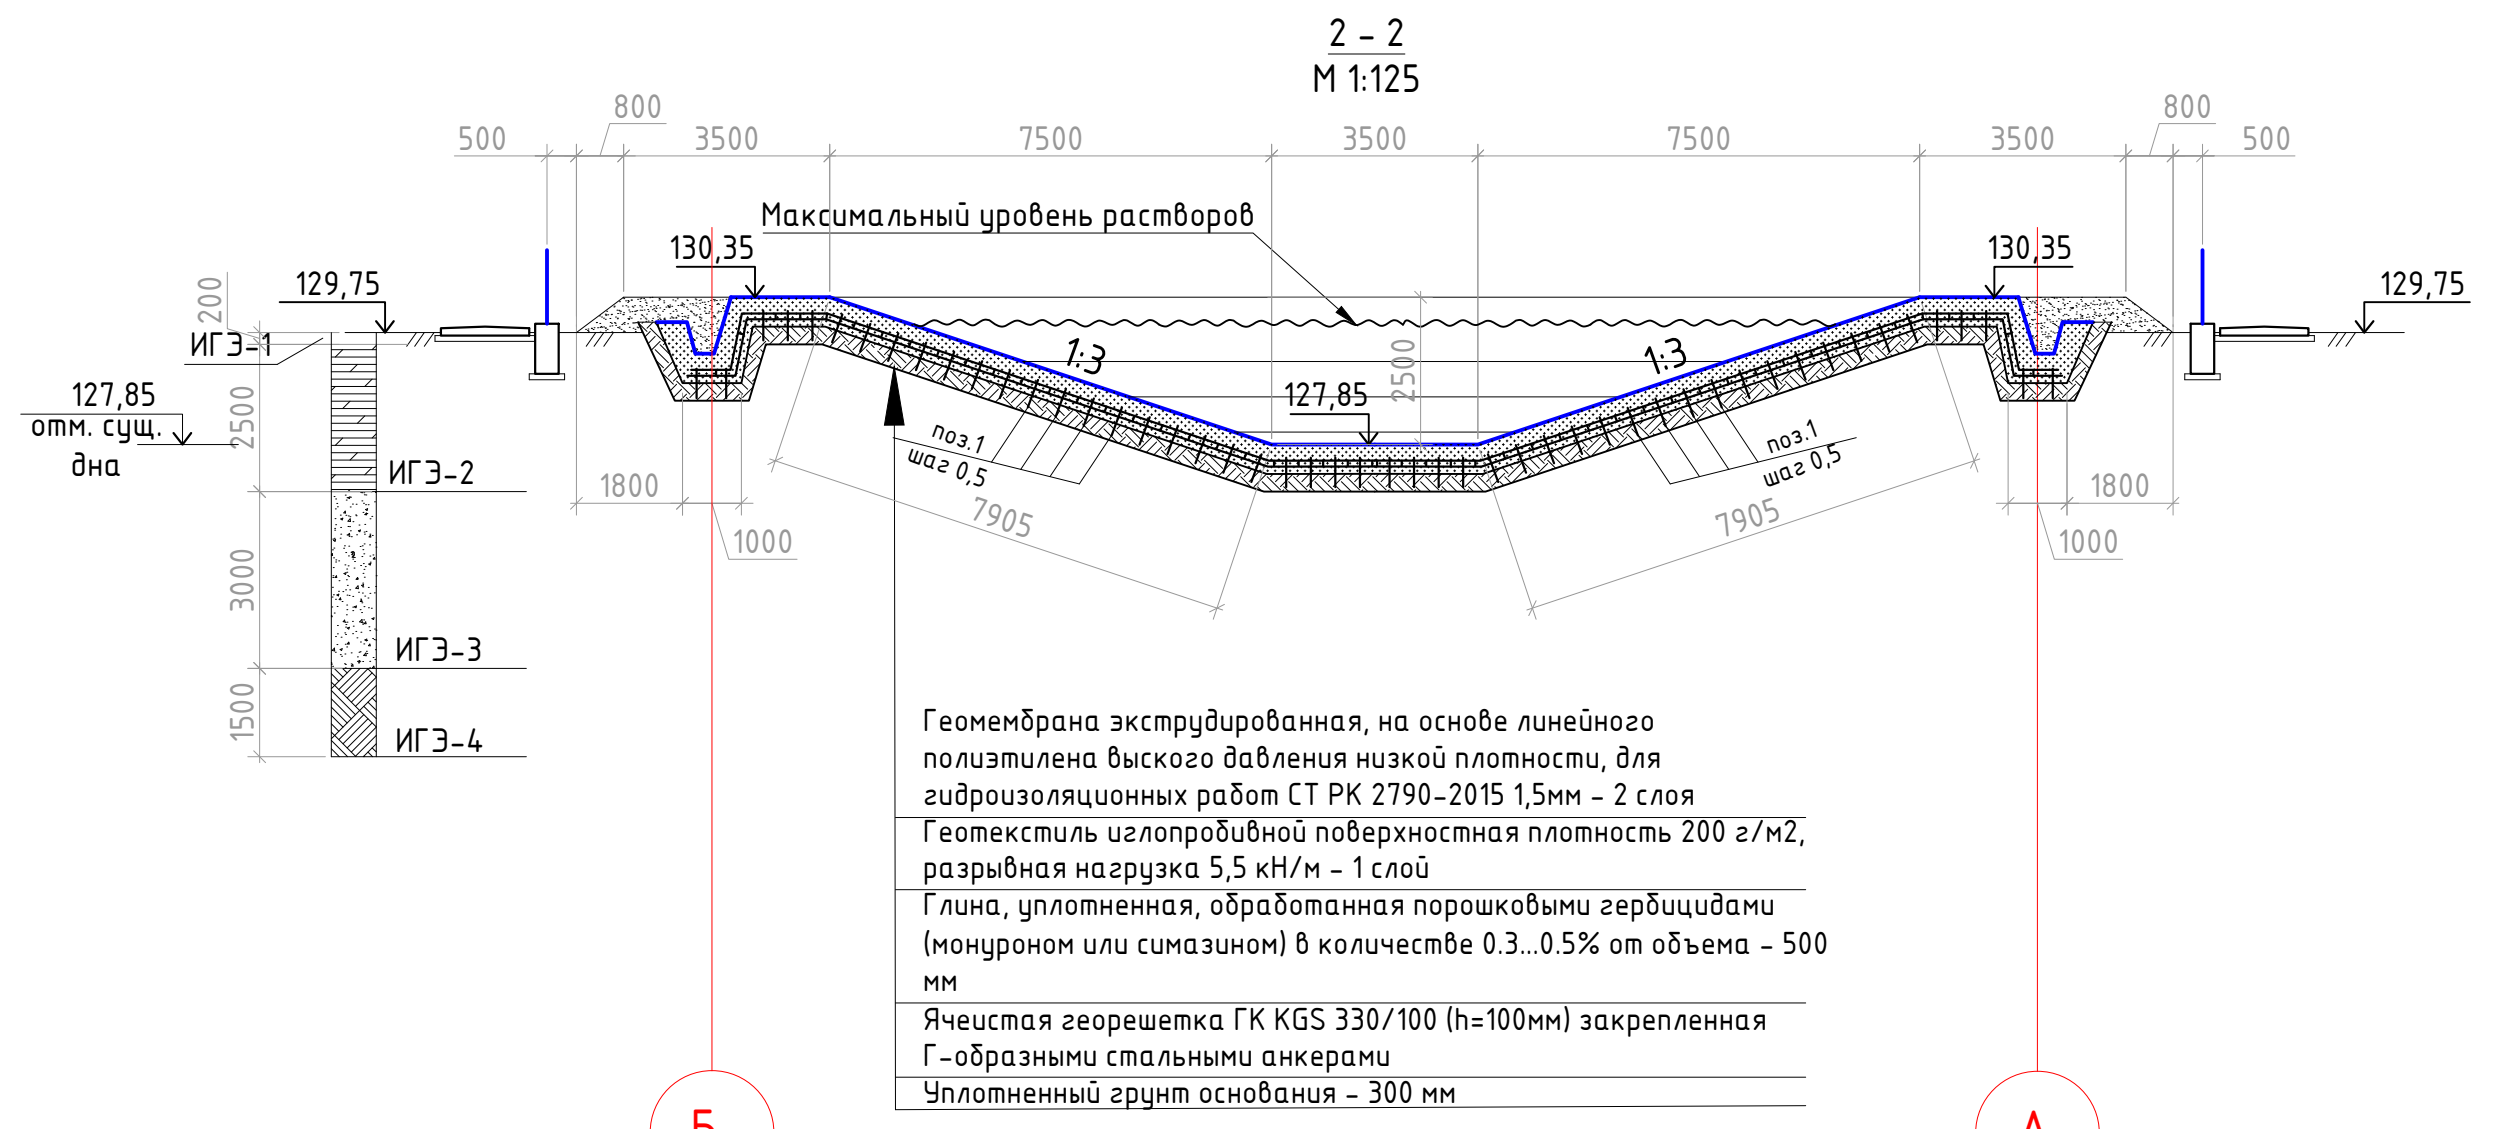 2 - 2
М 1:125
500
800
3500
7500
3500
7500
3500
800
500
Максимальный уровень растворов
130,35
130,35
129,75
129,75
200
ИГЭ-1
127,85
отм. сущ.
дна
2500
ИГЭ-2
3000
ИГЭ-3
1500
ИГЭ-4
1:3
1:3
2500
127,85
поз.1
шаг 0,5
поз.1
шаг 0,5
1800
1000
7905
7905
1800
1000
Геомембрана экструдированная, на основе линейного
полиэтилена выского давления низкой плотности, для
гидроизоляционных работ СТ РК 2790-2015 1,5мм - 2 слоя
Геотекстиль иглопробивной поверхностная плотность 200 г/м2,
разрывная нагрузка 5,5 кН/м - 1 слой
Глина, уплотненная, обработанная порошковыми гербицидами
(монуроном или симазином) в количестве 0.3...0.5% от объема - 500
мм
Ячеистая георешетка ГК KGS 330/100 (h=100мм) закрепленная
Г-образными стальными анкерами
Уплотненный грунт основания - 300 мм
Б
А